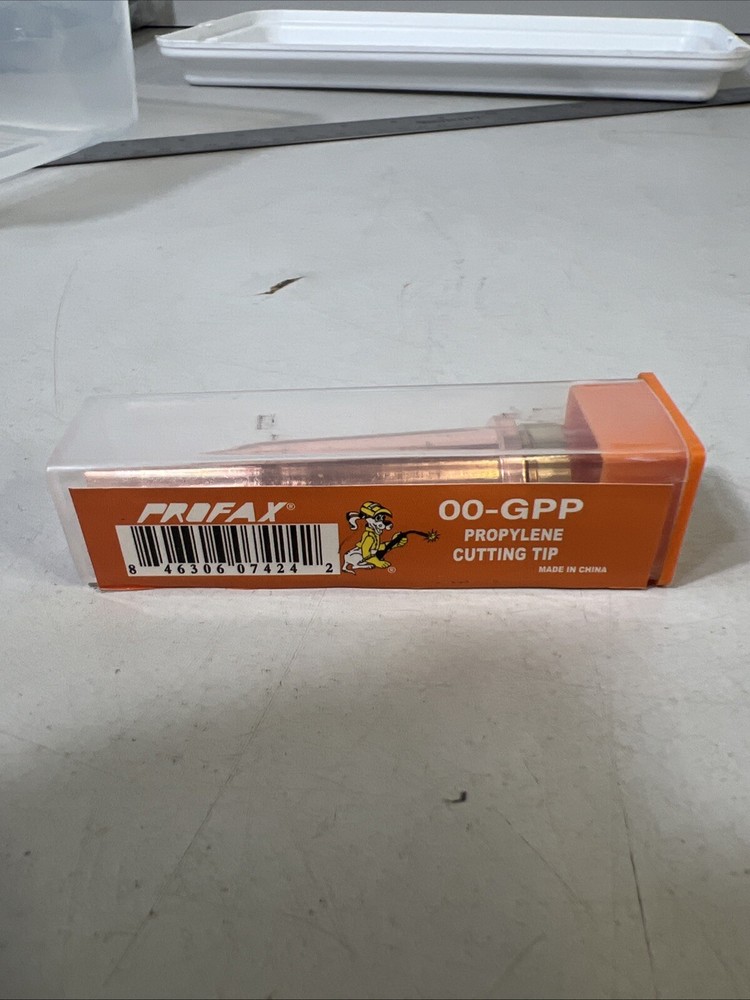 PROFAX®
8 46306 07424 2
®
00-GPP
PROPYLENE
CUTTING TIP
MADE IN CHINA